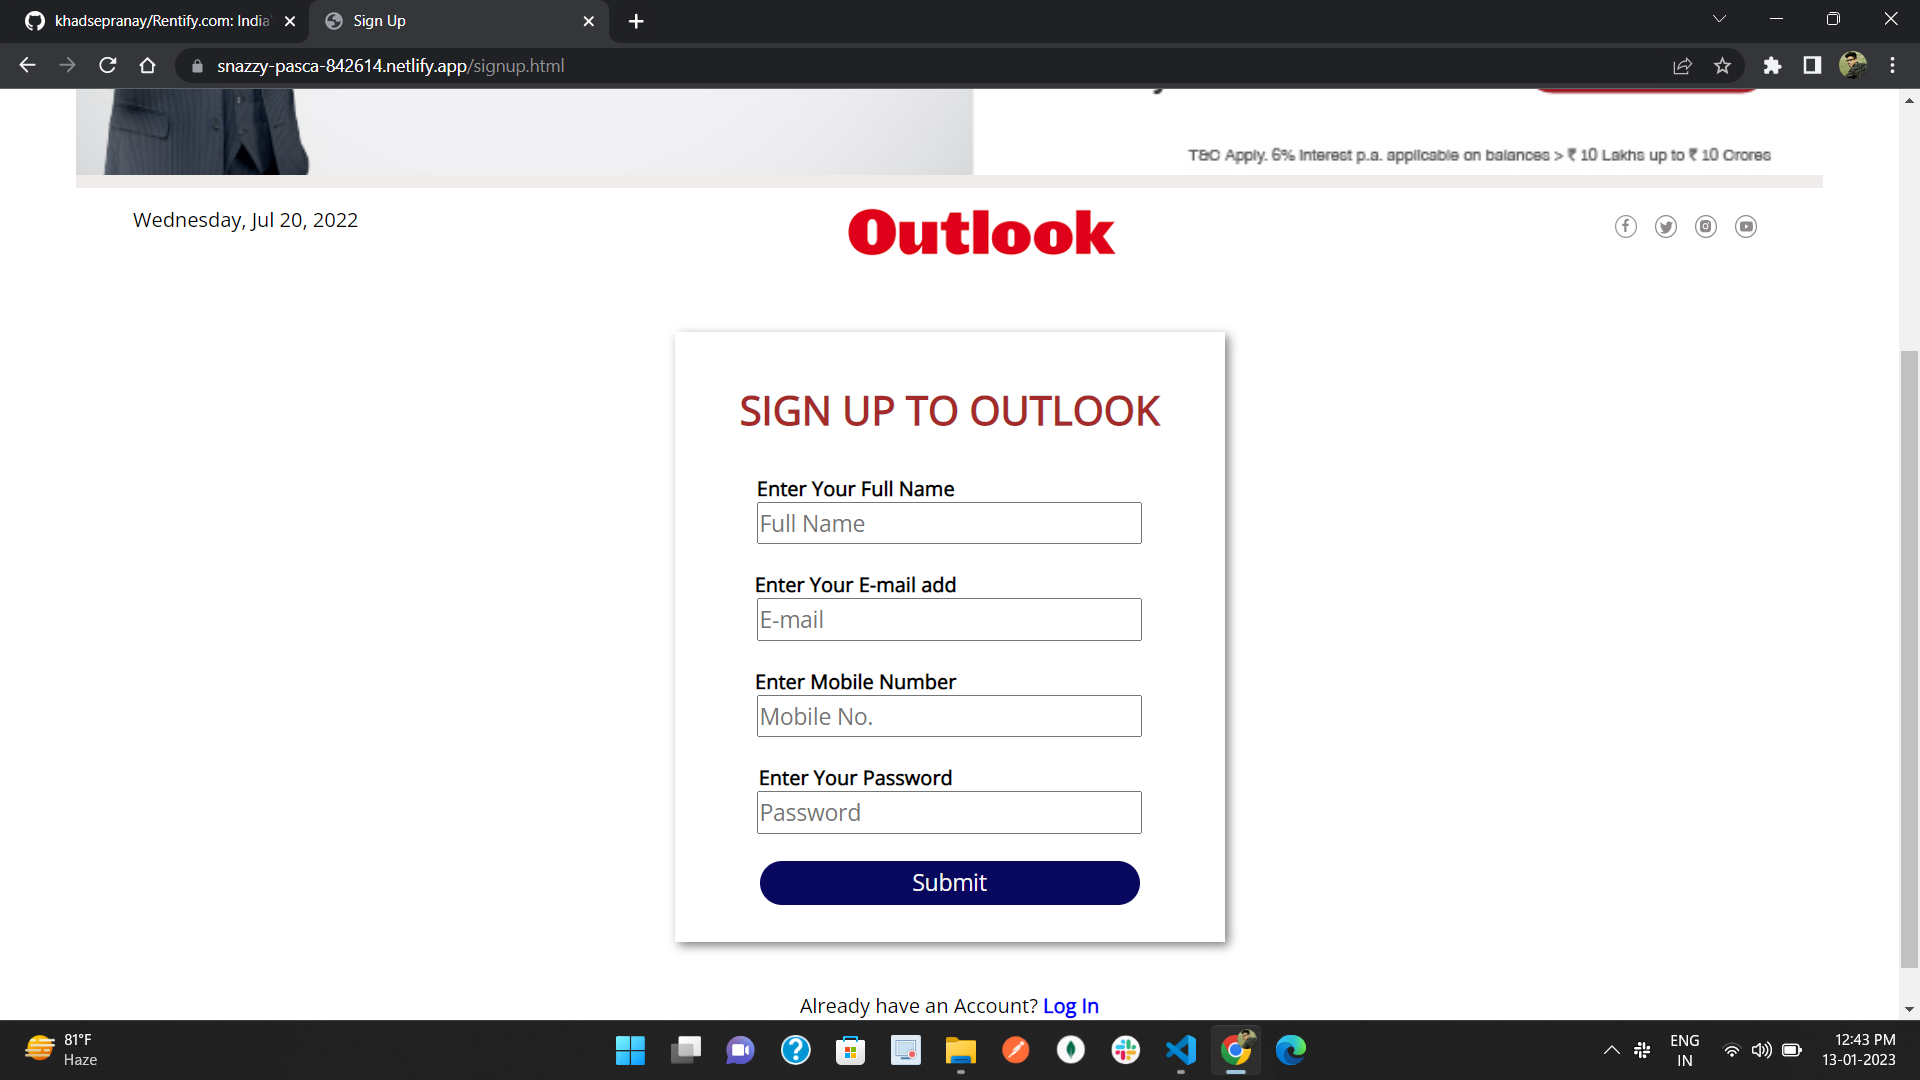 khadsepranay/Rentify.com: India'
Sign Up
snazzy-pasca-842614.netlify.app/signup.html
T&C Apply. 6% Interest p.a. applicable on balances > ₹ 10 Lakhs up to ₹ 10 Crores
Wednesday, Jul 20, 2022
Outlook
SIGN UP TO OUTLOOK
Enter Your Full Name
Full Name
Enter Your E-mail add
E-mail
Enter Mobile Number
Mobile No.
Enter Your Password
Password
Submit
Already have an Account? Log In
81°F
Haze
ENG
IN
12:43 PM
13-01-2023